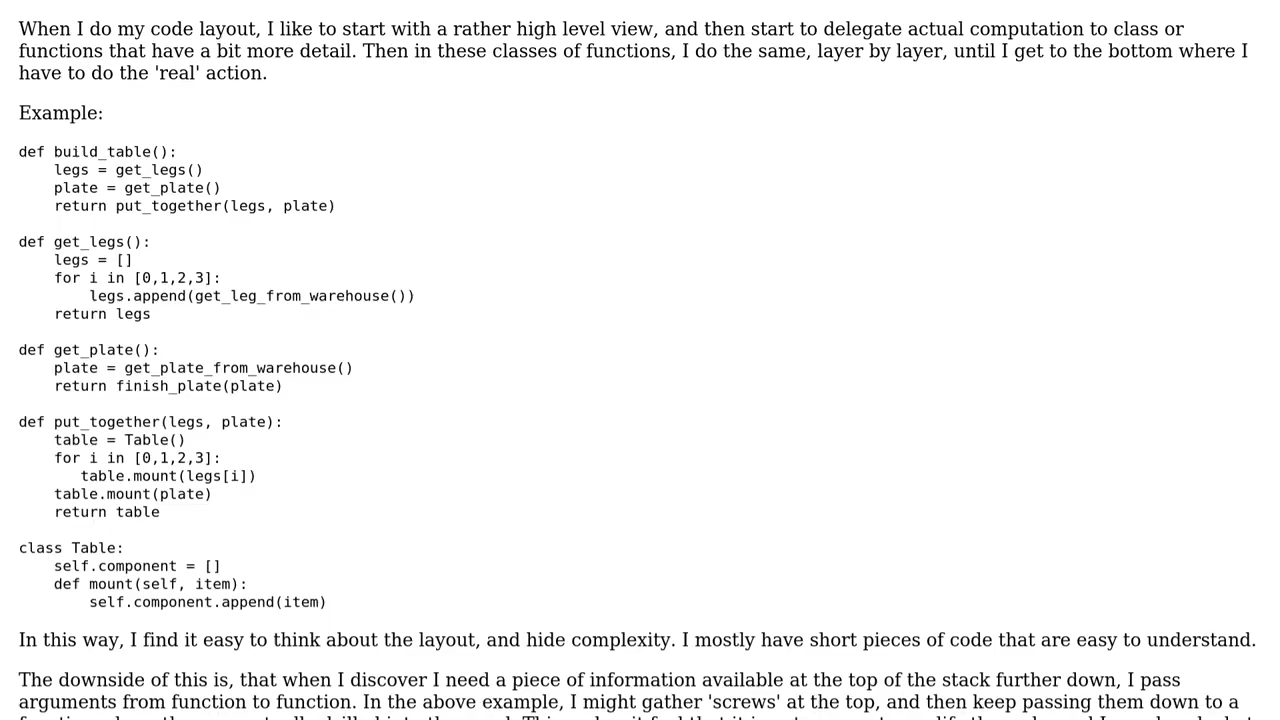 When I do my code layout, I like to start with a rather high level view, and then start to delegate actual computation to class or
functions that have a bit more detail. Then in these classes of functions, I do the same, layer by layer, until I get to the bottom where I
have to do the 'real' action.
Example:
def build_table():
    legs = get_legs()
    plate = get_plate()
    return put_together(legs, plate)
def get_legs():
    legs = []
    for i in [0,1,2,3]:
        legs.append(get_leg_from_warehouse())
    return legs
def get_plate():
    plate = get_plate_from_warehouse()
    return finish_plate(plate)
def put_together(legs, plate):
    table = Table()
    for i in [0,1,2,3]:
       table.mount(legs[i])
    table.mount(plate)
    return table
class Table:
    self.component = []
    def mount(self, item):
        self.component.append(item)
In this way, I find it easy to think about the layout, and hide complexity. I mostly have short pieces of code that are easy to understand.
The downside of this is, that when I discover I need a piece of information available at the top of the stack further down, I pass
arguments from function to function. In the above example, I might gather 'screws' at the top, and then keep passing them down to a